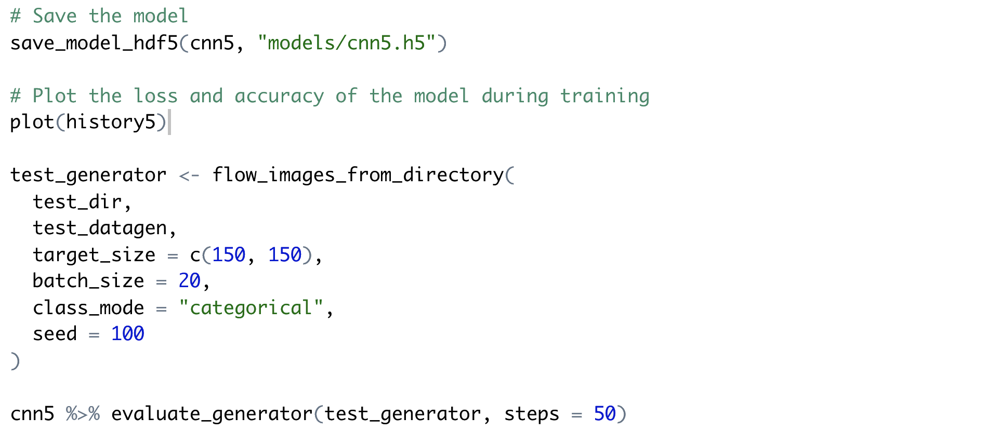 # Save the model
save_model_hdf5(cnn5, "models/cnn5.h5")
# Plot the loss and accuracy of the model during training
plot(history5)
test_generator <- flow_images_from_directory(
  test_dir,
  test_datagen,
  target_size = c(150, 150),
  batch_size = 20,
  class_mode = "categorical",
  seed = 100
)
cnn5 %>% evaluate_generator(test_generator, steps = 50)